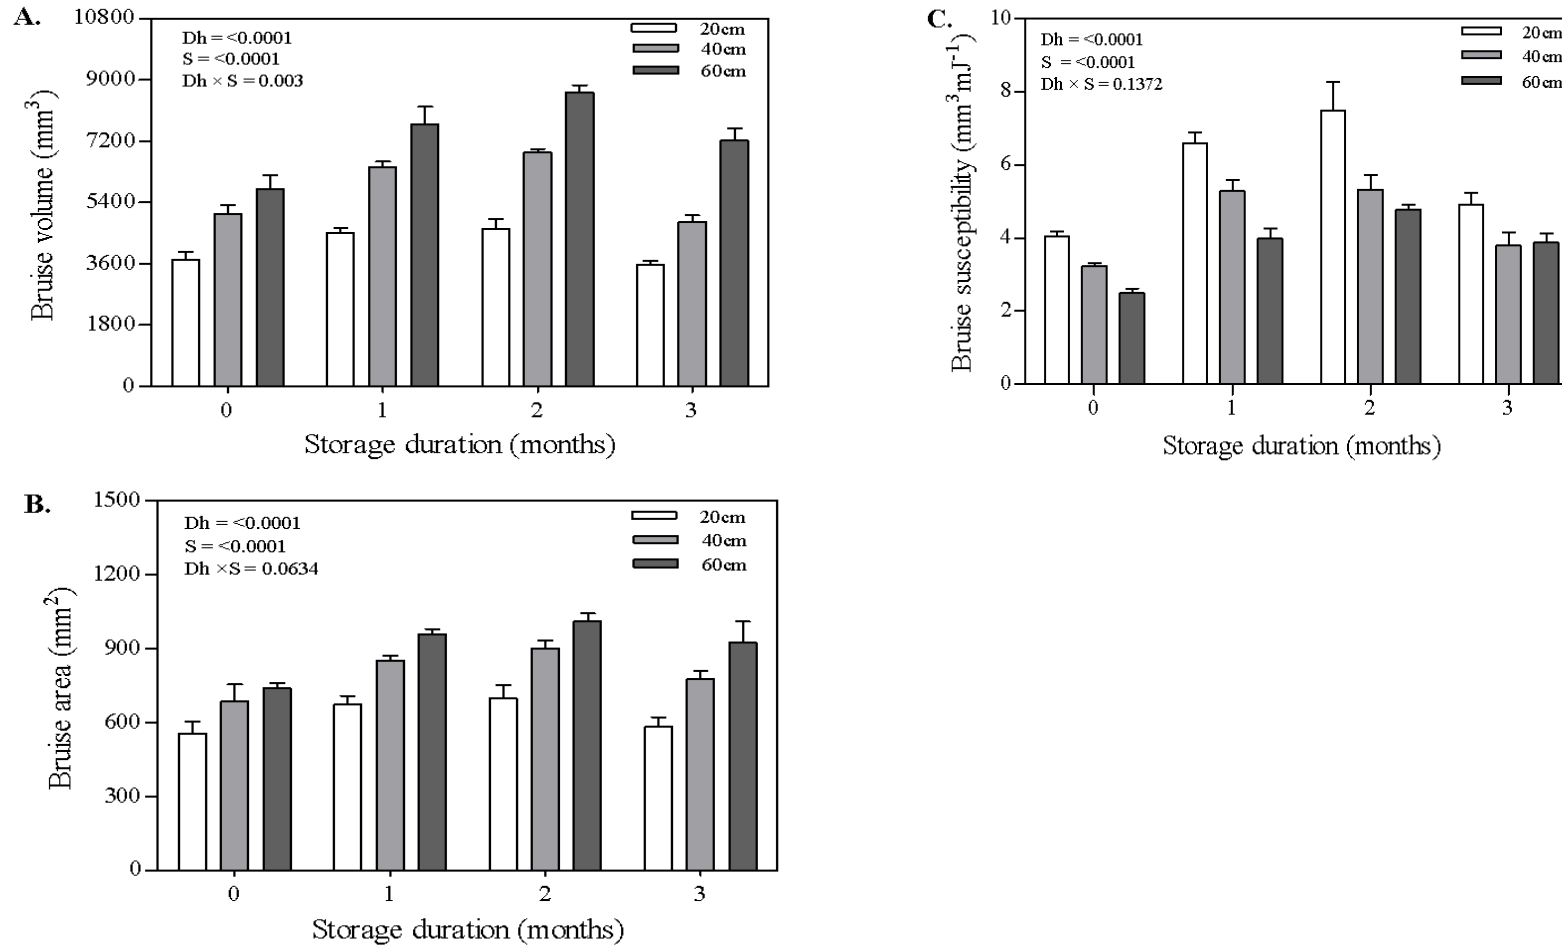 A.
Bruise volume (mm³)
10800
9000
7200
5400
3600
1800
0
Dh = <0.0001
S = <0.0001
Dh × S = 0.003
20cm
40cm
60cm
0 1 2 3
Storage duration (months)
B.
Bruise area (mm²)
1500
1200
900
600
300
0
Dh = <0.0001
S = <0.0001
Dh ×S = 0.0634
20cm
40cm
60cm
0 1 2 3
Storage duration (months)
C.
Bruise susceptibility (mm³ mJ⁻¹)
10
8
6
4
2
0
Dh = <0.0001
S = <0.0001
Dh × S = 0.1372
20cm
40cm
60cm
0 1 2 3
Storage duration (months)